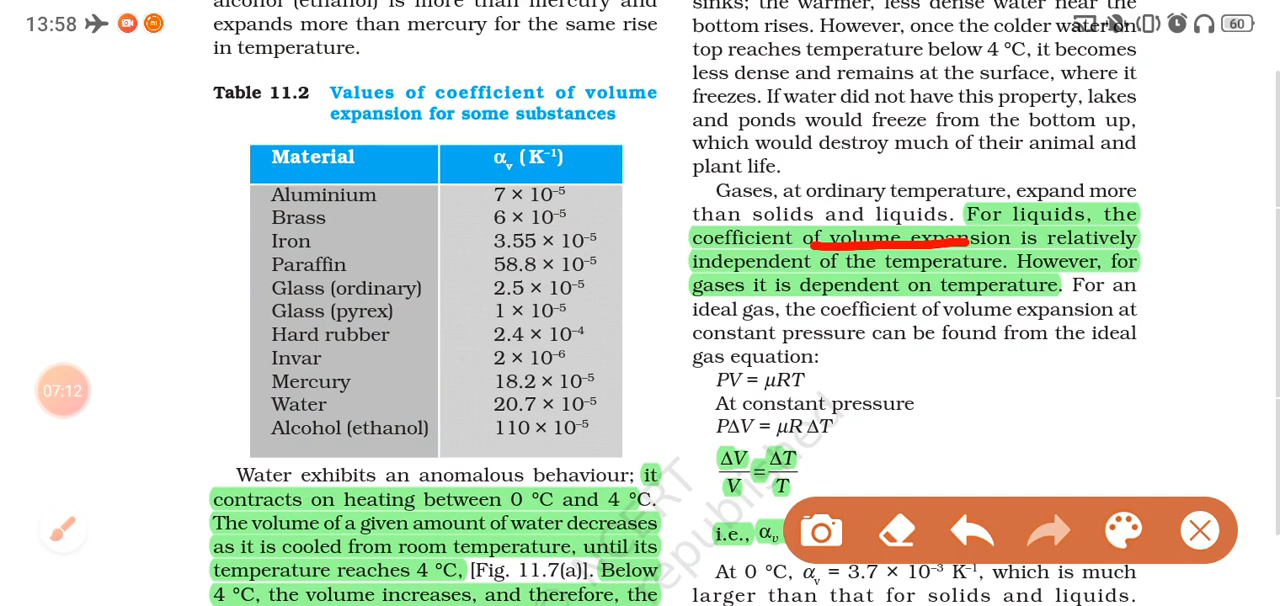 13:58
60
alcohol (ethanol) is more than mercury and
expands more than mercury for the same rise
in temperature.
Table 11.2 Values of coefficient of volume
expansion for some substances
Material αᵥ (K⁻¹)
Aluminium 7 × 10⁻⁵
Brass 6 × 10⁻⁵
Iron 3.55 × 10⁻⁵
Paraffin 58.8 × 10⁻⁵
Glass (ordinary) 2.5 × 10⁻⁵
Glass (pyrex) 1 × 10⁻⁵
Hard rubber 2.4 × 10⁻⁴
Invar 2 × 10⁻⁶
Mercury 18.2 × 10⁻⁵
Water 20.7 × 10⁻⁵
Alcohol (ethanol) 110 × 10⁻⁵
07:12
Water exhibits an anomalous behaviour; it
contracts on heating between 0 °C and 4 °C.
The volume of a given amount of water decreases
as it is cooled from room temperature, until its
temperature reaches 4 °C, [Fig. 11.7(a)]. Below
4 °C, the volume increases, and therefore, the
sinks; the warmer, less dense water near the
bottom rises. However, once the colder water on
top reaches temperature below 4 °C, it becomes
less dense and remains at the surface, where it
freezes. If water did not have this property, lakes
and ponds would freeze from the bottom up,
which would destroy much of their animal and
plant life.
Gases, at ordinary temperature, expand more
than solids and liquids. For liquids, the
coefficient of volume expansion is relatively
independent of the temperature. However, for
gases it is dependent on temperature. For an
ideal gas, the coefficient of volume expansion at
constant pressure can be found from the ideal
gas equation:
PV = μRT
At constant pressure
PΔV = μR ΔT
ΔV/V = ΔT/T
i.e., αᵥ
At 0 °C, αᵥ = 3.7 × 10⁻³ K⁻¹, which is much
larger than that for solids and liquids.
republished